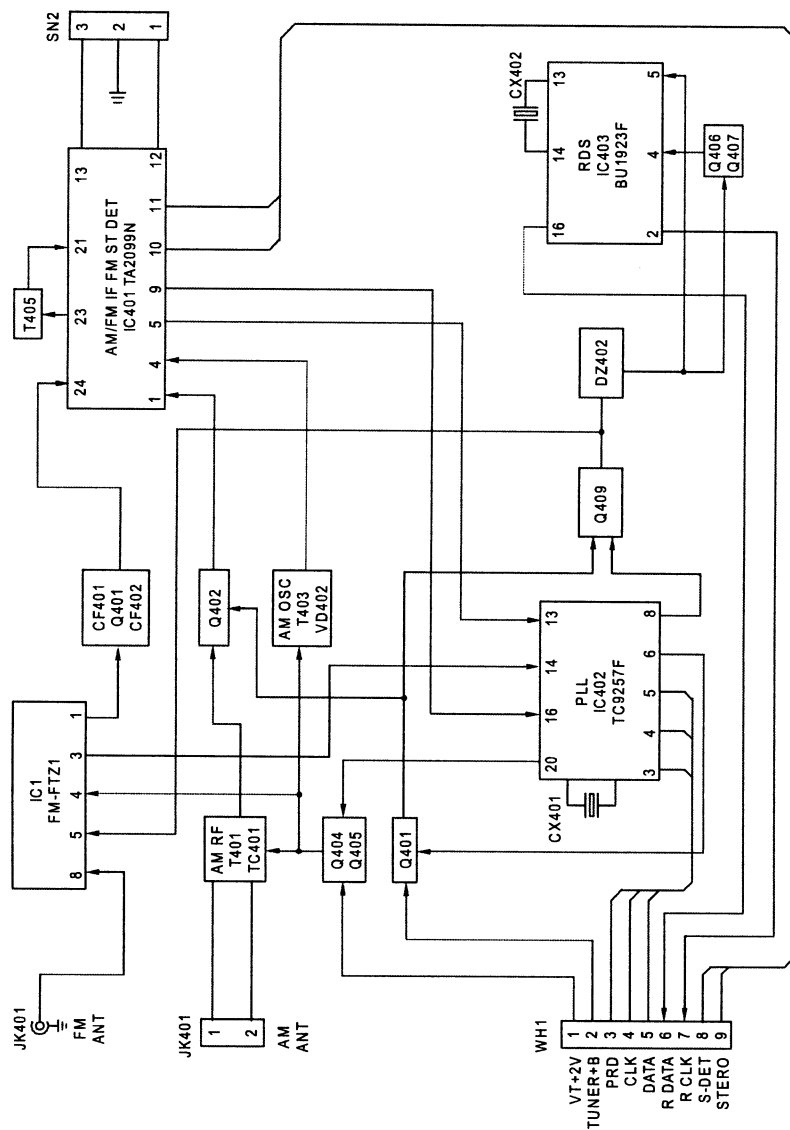 JK401
FM
ANT
8
5
4
3
1
IC1
FM-FTZ1
CF401
Q401
CF402
24
23
21
13
T405
AM/FM IF FM ST DET
IC401 TA2099N
1
4
5
9
10
11
12
SN2
3
2
1
JK401
1
2
AM
ANT
AM RF
T401
TC401
Q402
AM OSC
T403
VD402
Q404
Q405
Q401
CX401
20
16
14
13
PLL
IC402
TC9257F
3
4
5
6
8
Q409
DZ402
16
14
13
CX402
RDS
IC403
BU1923F
2
4
5
Q406
Q407
WH1
VT+2V 1
TUNER+B 2
PRD 3
CLK 4
DATA 5
R DATA 6
R CLK 7
S-DET 8
STERO 9